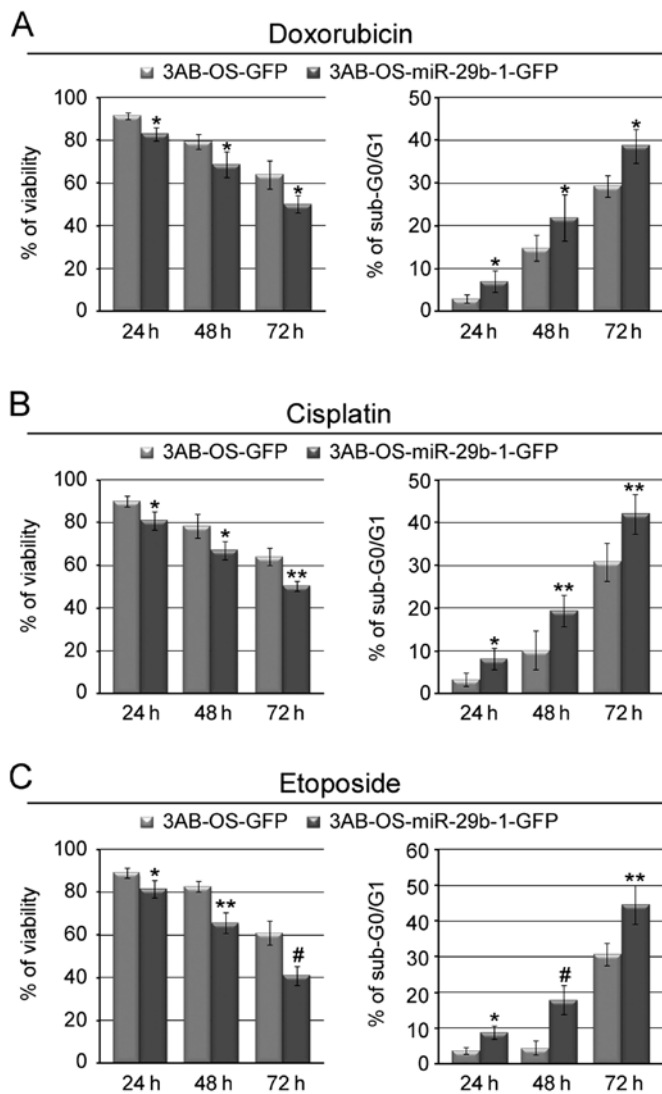 A
Doxorubicin
3AB-OS-GFP 3AB-OS-miR-29b-1-GFP
% of viability
100
80
60
40
20
0
* * *
24 h 48 h 72 h
% of sub-G0/G1
50
40
30
20
10
0
* * *
24 h 48 h 72 h
B
Cisplatin
3AB-OS-GFP 3AB-OS-miR-29b-1-GFP
% of viability
100
80
60
40
20
0
* * **
24 h 48 h 72 h
% of sub-G0/G1
50
40
30
20
10
0
* ** **
24 h 48 h 72 h
C
Etoposide
3AB-OS-GFP 3AB-OS-miR-29b-1-GFP
% of viability
100
80
60
40
20
0
* ** #
24 h 48 h 72 h
% of sub-G0/G1
60
50
40
30
20
10
0
* # **
24 h 48 h 72 h